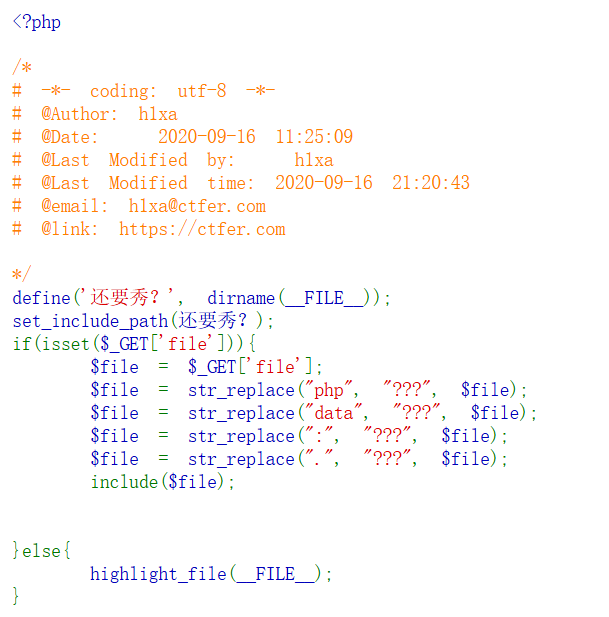 <?php
/*
# -*- coding: utf-8 -*-
# @Author: hlxa
# @Date:   2020-09-16 11:25:09
# @Last Modified by:   hlxa
# @Last Modified time: 2020-09-16 21:20:43
# @email: hlxa@ctfer.com
# @link: https://ctfer.com
*/
define('还要秀？', dirname(__FILE__));
set_include_path(还要秀？);
if(isset($_GET['file'])){
    $file = $_GET['file'];
    $file = str_replace("php", "???", $file);
    $file = str_replace("data", "???", $file);
    $file = str_replace(":", "???", $file);
    $file = str_replace(".", "???", $file);
    include($file);
}else{
    highlight_file(__FILE__);
}